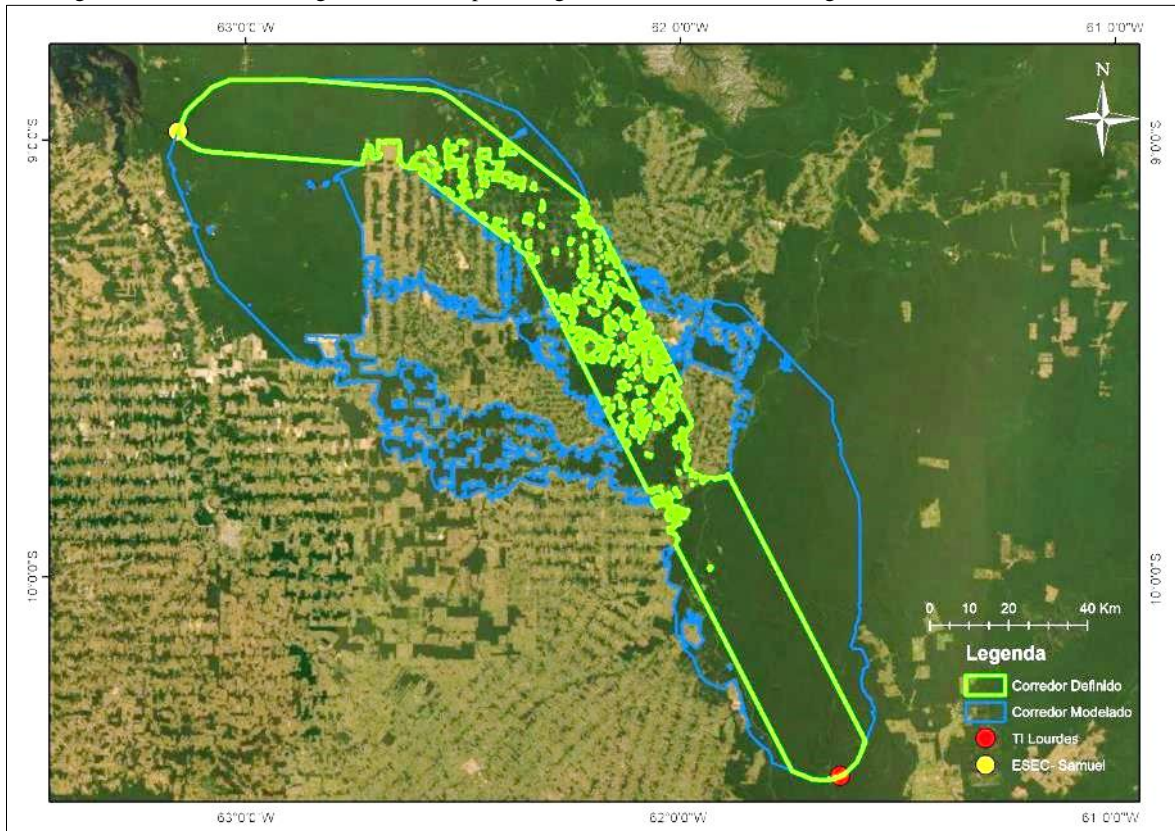 63°0'0"W 62°0'0"W 61°0'0"W
N
9°0'0"S 9°0'0"S
10°0'0"S 10°0'0"S
0 10 20 40 Km
Legenda
Corredor Definido
Corredor Modelado
TI Lourdes
ESEC- Samuel
63°0'0"W 62°0'0"W 61°0'0"W